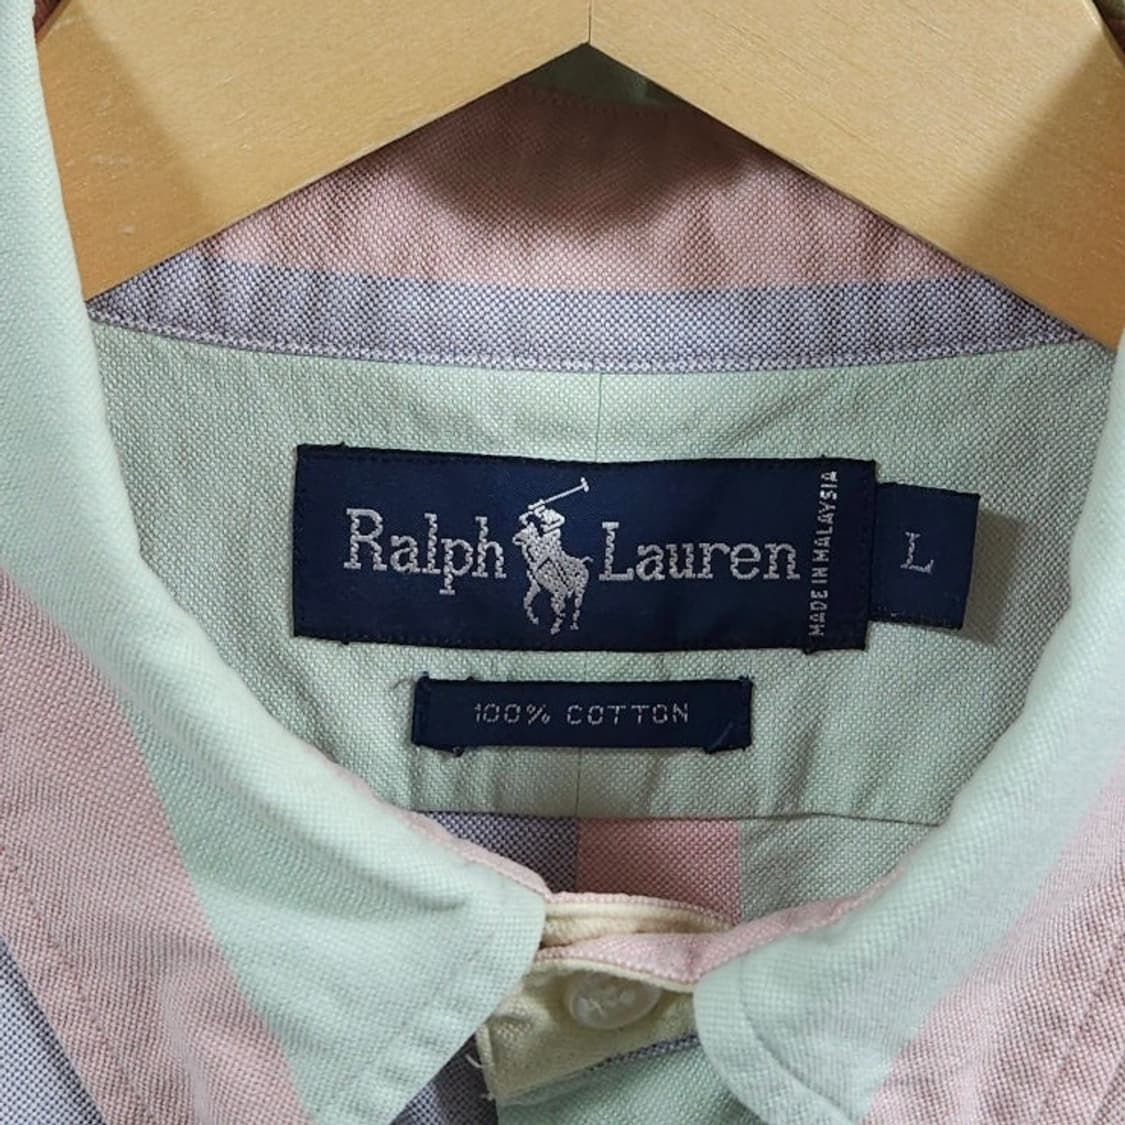 Ralph Lauren
MADE IN MALAYSIA
L
100% COTTON